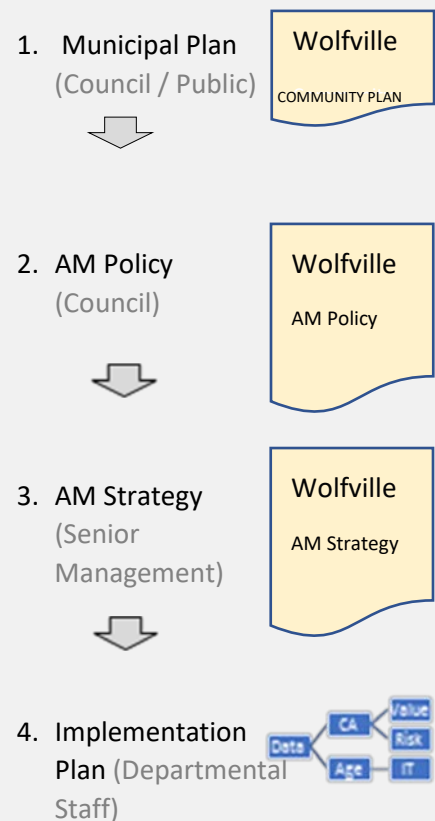 1. Municipal Plan
(Council / Public)
Wolfville
COMMUNITY PLAN
2. AM Policy
(Council)
Wolfville
AM Policy
3. AM Strategy
(Senior
Management)
Wolfville
AM Strategy
4. Implementation
Plan (Departmental
Staff)
Data
CA
Value
Risk
Age
IT